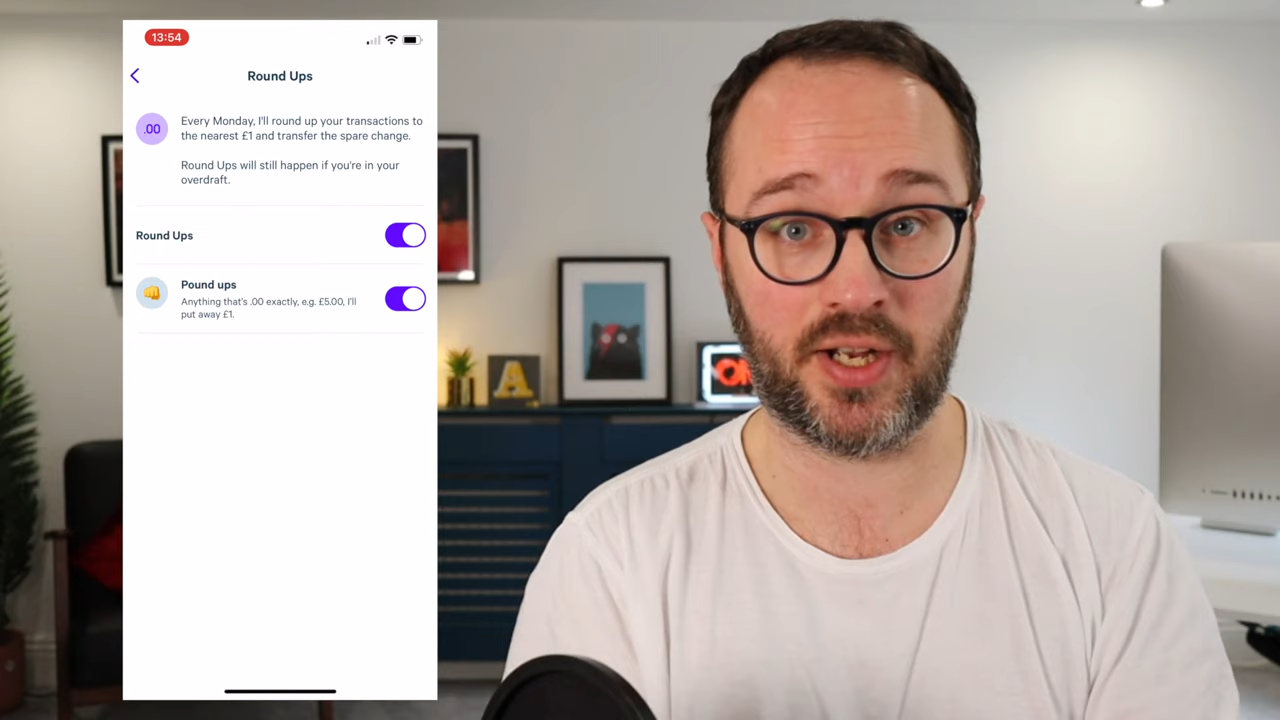 13:54
Round Ups
.00
Every Monday, I'll round up your transactions to
the nearest £1 and transfer the spare change.
Round Ups will still happen if you're in your
overdraft.
Round Ups
Pound ups
Anything that's .00 exactly, e.g. £5.00, I'll
put away £1.
A